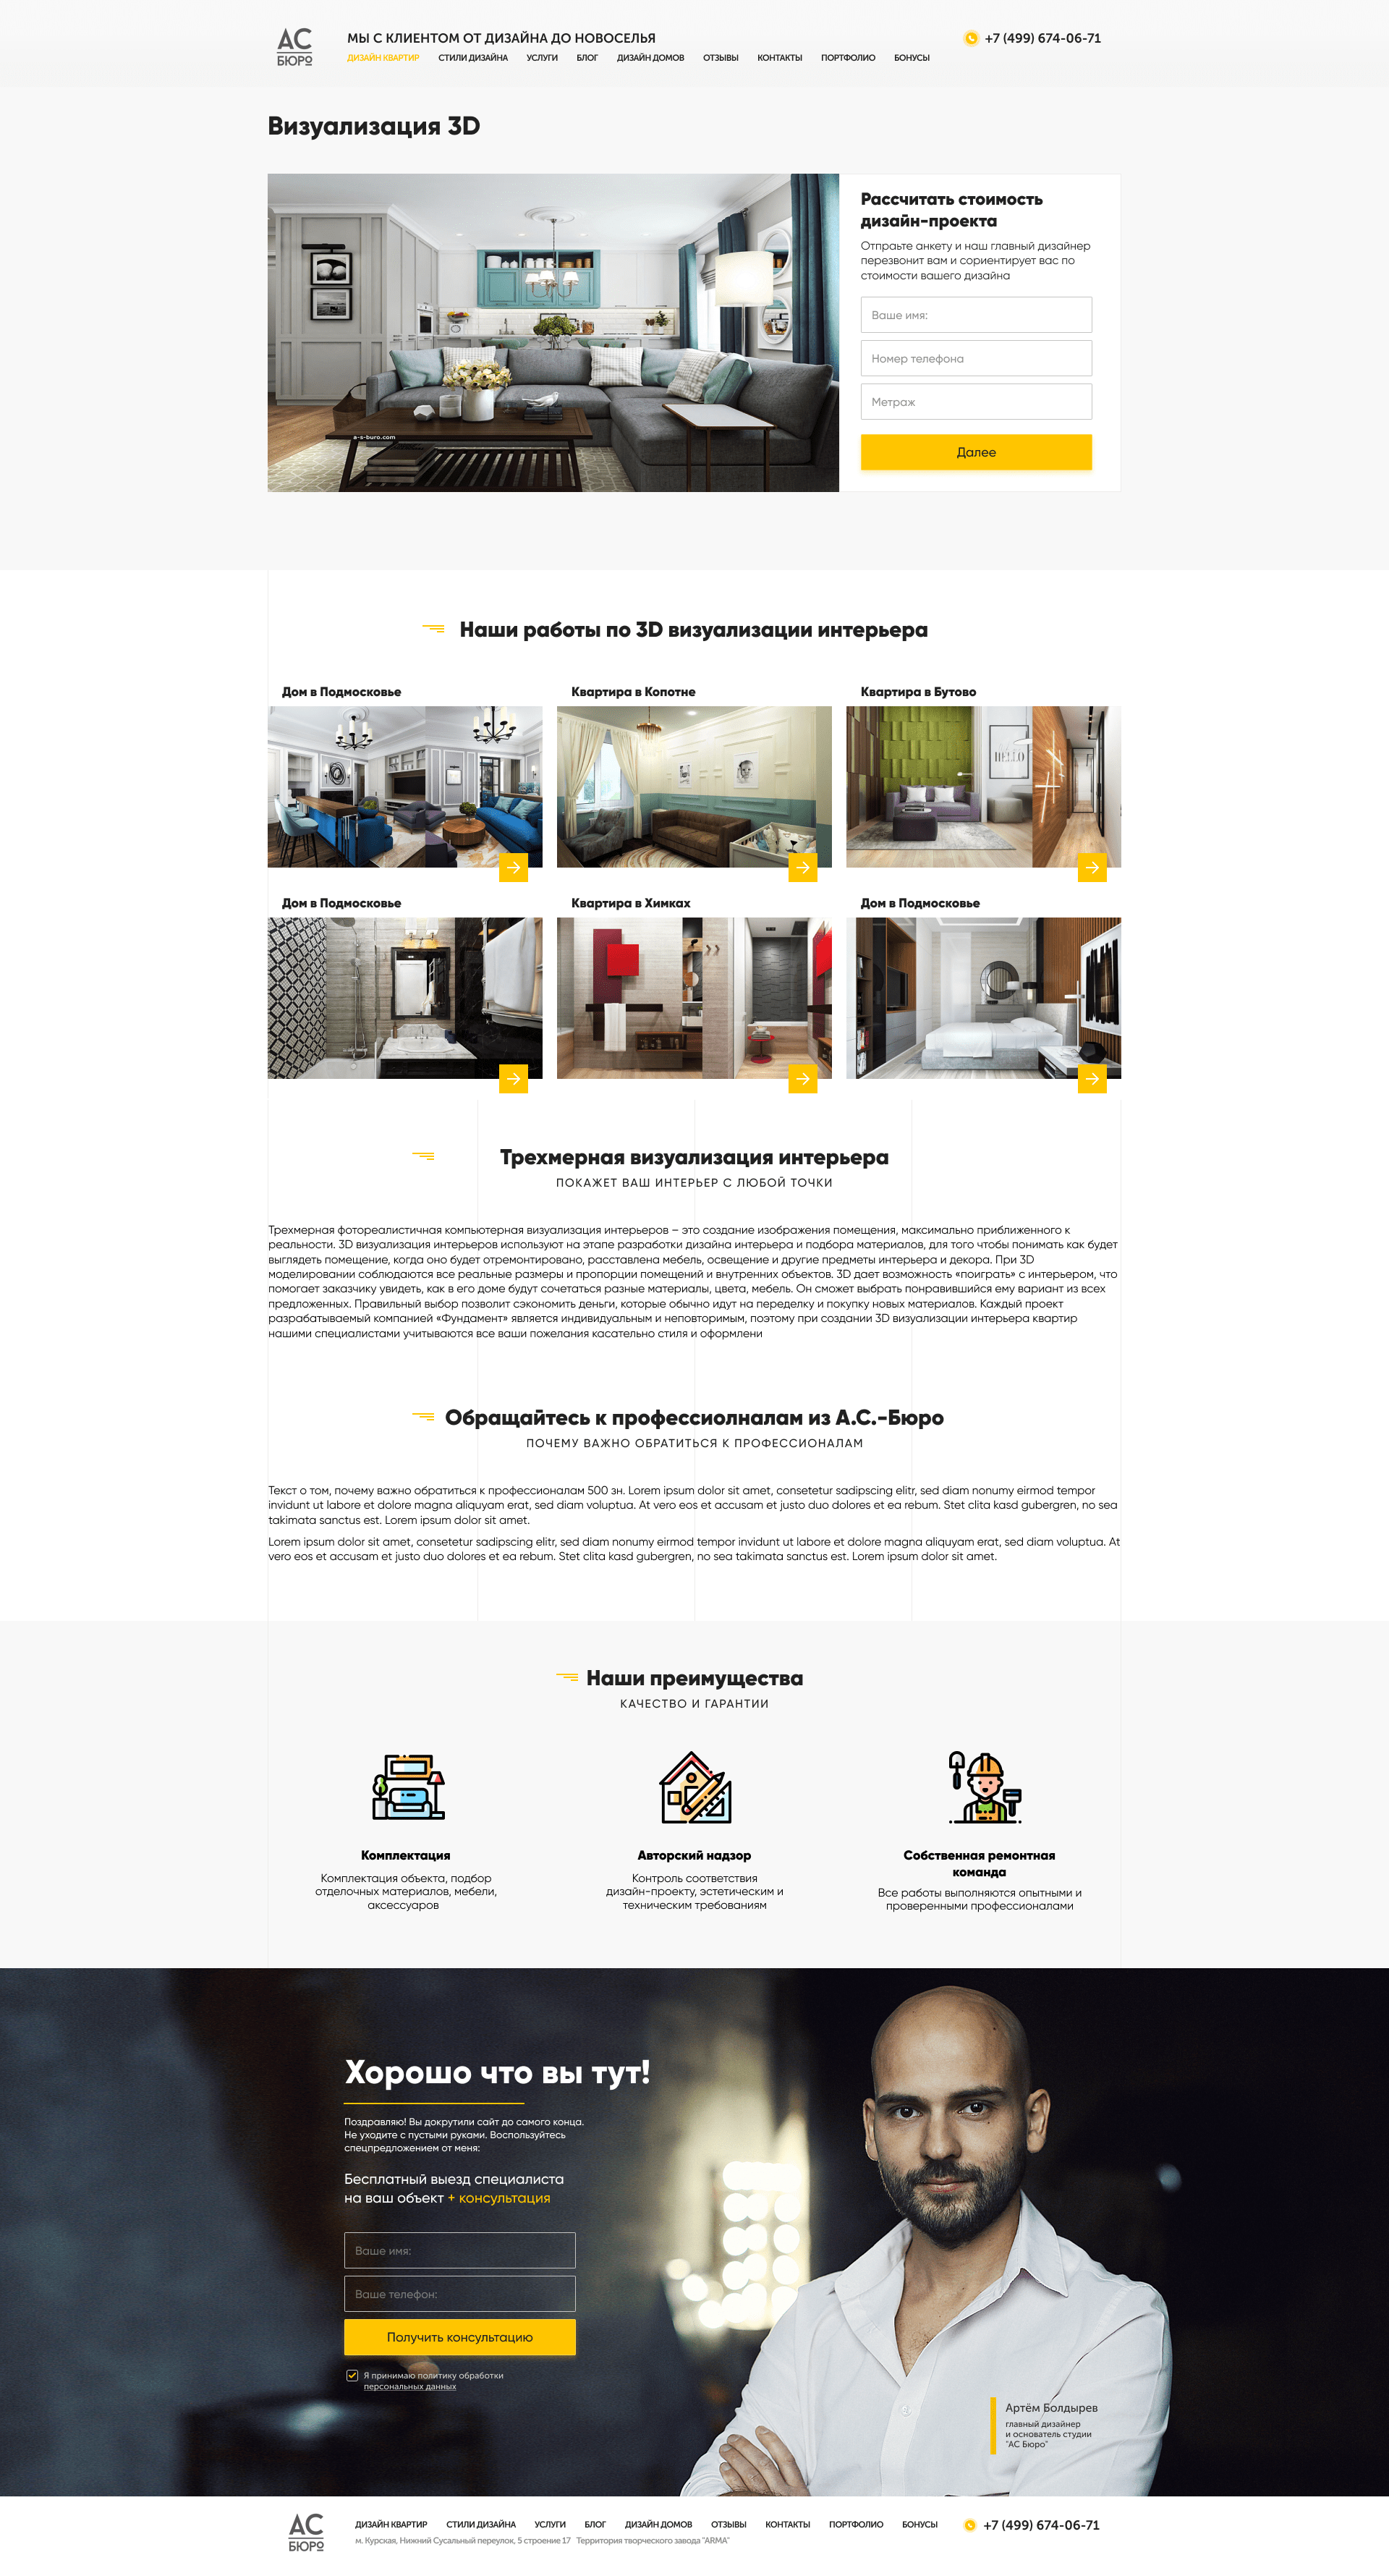 АС
БЮРО
МЫ С КЛИЕНТОМ ОТ ДИЗАЙНА ДО НОВОСЕЛЬЯ
+7 (499) 674-06-71
ДИЗАЙН КВАРТИР СТИЛИ ДИЗАЙНА УСЛУГИ БЛОГ ДИЗАЙН ДОМОВ ОТЗЫВЫ КОНТАКТЫ ПОРТФОЛИО БОНУСЫ
Визуализация 3D
a-s-buro.com
Рассчитать стоимость
дизайн-проекта
Отпраьте анкету и наш главный дизайнер
перезвонит вам и сориентирует вас по
стоимости вашего дизайна
Ваше имя:
Номер телефона
Метраж
Далее
Наши работы по 3D визуализации интерьера
Дом в Подмосковье
Квартира в Копотне
Квартира в Бутово
HELLO
Дом в Подмосковье
Квартира в Химках
Дом в Подмосковье
Трехмерная визуализация интерьера
ПОКАЖЕТ ВАШ ИНТЕРЬЕР С ЛЮБОЙ ТОЧКИ
Трехмерная фотореалистичная компьютерная визуализация интерьеров – это создание изображения помещения, максимально приближенного к
реальности. 3D визуализация интерьеров используют на этапе разработки дизайна интерьера и подбора материалов, для того чтобы понимать как будет
выглядеть помещение, когда оно будет отремонтировано, расставлена мебель, освещение и другие предметы интерьера и декора. При 3D
моделировании соблюдаются все реальные размеры и пропорции помещений и внутренних объектов. 3D дает возможность «поиграть» с интерьером, что
помогает заказчику увидеть, как в его доме будут сочетаться разные материалы, цвета, мебель. Он сможет выбрать понравившийся ему вариант из всех
предложенных. Правильный выбор позволит сэкономить деньги, которые обычно идут на переделку и покупку новых материалов. Каждый проект
разрабатываемый компанией «Фундамент» является индивидуальным и неповторимым, поэтому при создании 3D визуализации интерьера квартир
нашими специалистами учитываются все ваши пожелания касательно стиля и оформлени
Обращайтесь к профессиолналам из А.С.-Бюро
ПОЧЕМУ ВАЖНО ОБРАТИТЬСЯ К ПРОФЕССИОНАЛАМ
Текст о том, почему важно обратиться к профессионалам 500 зн. Lorem ipsum dolor sit amet, consetetur sadipscing elitr, sed diam nonumy eirmod tempor
invidunt ut labore et dolore magna aliquyam erat, sed diam voluptua. At vero eos et accusam et justo duo dolores et ea rebum. Stet clita kasd gubergren, no sea
takimata sanctus est. Lorem ipsum dolor sit amet.
Lorem ipsum dolor sit amet, consetetur sadipscing elitr, sed diam nonumy eirmod tempor invidunt ut labore et dolore magna aliquyam erat, sed diam voluptua. At
vero eos et accusam et justo duo dolores et ea rebum. Stet clita kasd gubergren, no sea takimata sanctus est. Lorem ipsum dolor sit amet.
Наши преимущества
КАЧЕСТВО И ГАРАНТИИ
Комплектация
Комплектация объекта, подбор
отделочных материалов, мебели,
аксессуаров
Авторский надзор
Контроль соответствия
дизайн-проекту, эстетическим и
техническим требованиям
Собственная ремонтная
команда
Все работы выполняются опытными и
проверенными профессионалами
Хорошо что вы тут!
Поздравляю! Вы докрутили сайт до самого конца.
Не уходите с пустыми руками. Воспользуйтесь
спецпредложением от меня:
Бесплатный выезд специалиста
на ваш объект + консультация
Ваше имя:
Ваше телефон:
Получить консультацию
Я принимаю политику обработки
персональных данных
Артём Болдырев
главный дизайнер
и основатель студии
"АС Бюро"
АС
БЮРО
ДИЗАЙН КВАРТИР СТИЛИ ДИЗАЙНА УСЛУГИ БЛОГ ДИЗАЙН ДОМОВ ОТЗЫВЫ КОНТАКТЫ ПОРТФОЛИО БОНУСЫ
+7 (499) 674-06-71
м. Курская, Нижний Сусальный переулок, 5 строение 17 Территория творческого завода "ARMA"